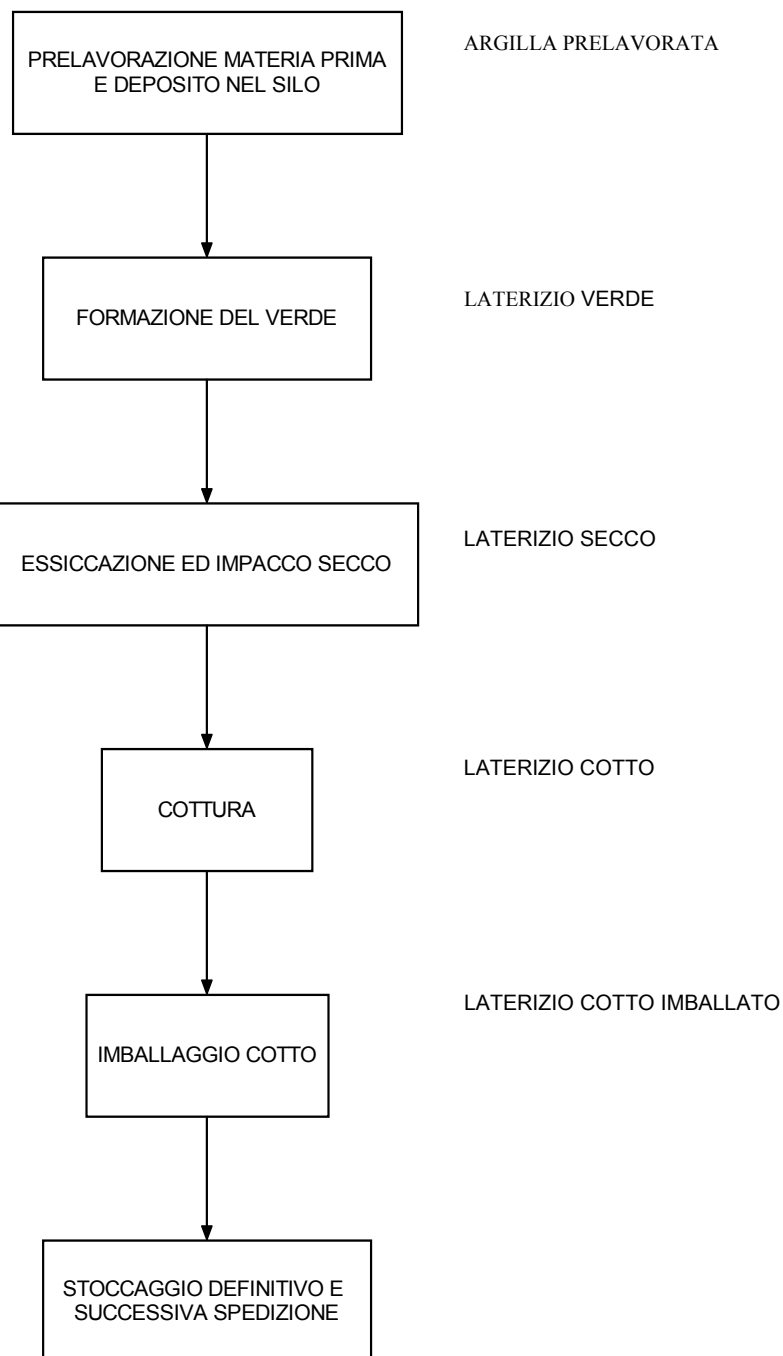 PRELAVORAZIONE MATERIA PRIMA
E DEPOSITO NEL SILO
ARGILLA PRELAVORATA
FORMAZIONE DEL VERDE
LATERIZIO VERDE
ESSICCAZIONE ED IMPACCO SECCO
LATERIZIO SECCO
COTTURA
LATERIZIO COTTO
IMBALLAGGIO COTTO
LATERIZIO COTTO IMBALLATO
STOCCAGGIO DEFINITIVO E
SUCCESSIVA SPEDIZIONE